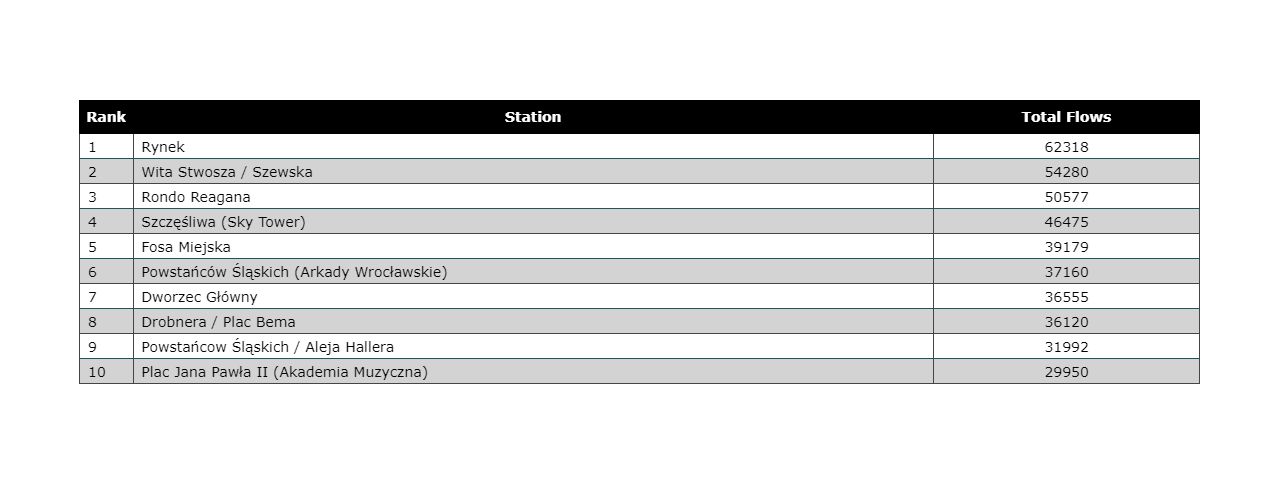 Rank Station Total Flows
1 Rynek 62318
2 Wita Stwosza / Szewska 54280
3 Rondo Reagana 50577
4 Szczęśliwa (Sky Tower) 46475
5 Fosa Miejska 39179
6 Powstańców Śląskich (Arkady Wrocławskie) 37160
7 Dworzec Główny 36555
8 Drobnera / Plac Bema 36120
9 Powstańcow Śląskich / Aleja Hallera 31992
10 Plac Jana Pawła II (Akademia Muzyczna) 29950